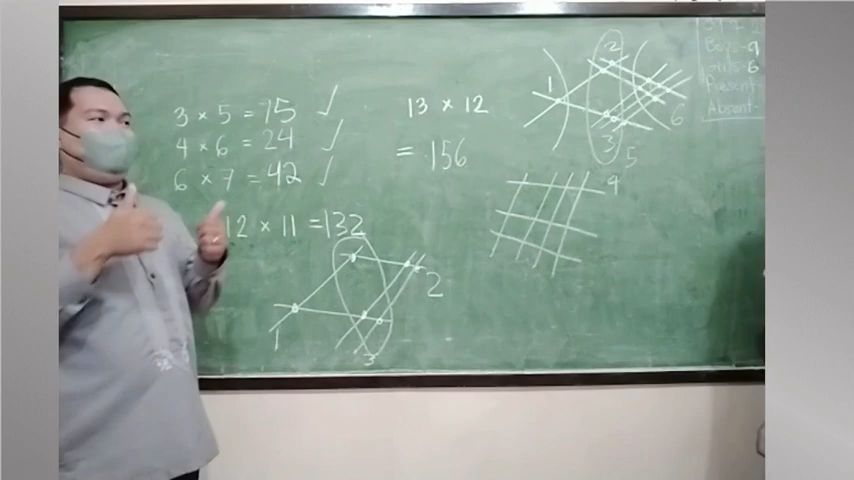 3 × 5 = 15 ✓
4 × 6 = 24 ✓
6 × 7 = 42 ✓
12 × 11 = 132
1
2
3
13 × 12
= 156
1
2
3
5
6
9
Boys-9
6
Present-
Absent-